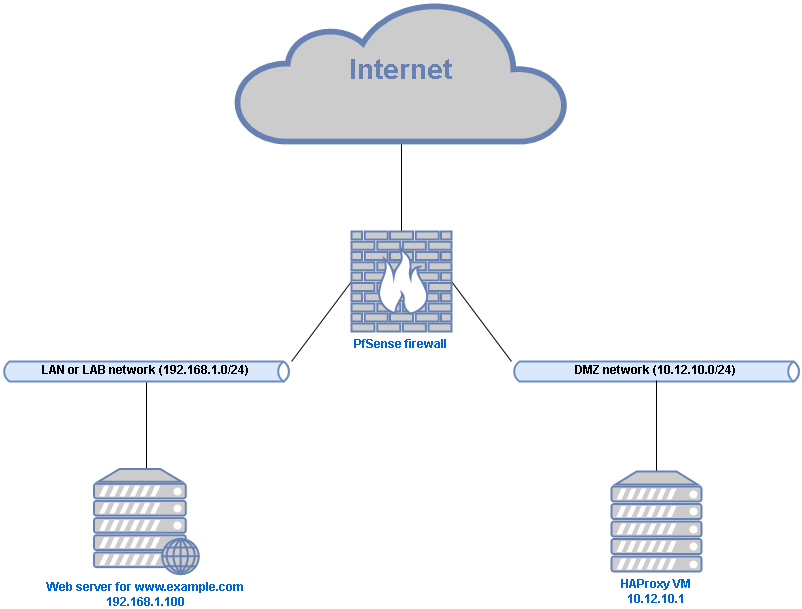 Internet
PfSense firewall
LAN or LAB network (192.168.1.0/24)
DMZ network (10.12.10.0/24)
Web server for www.example.com
192.168.1.100
HAProxy VM
10.12.10.1